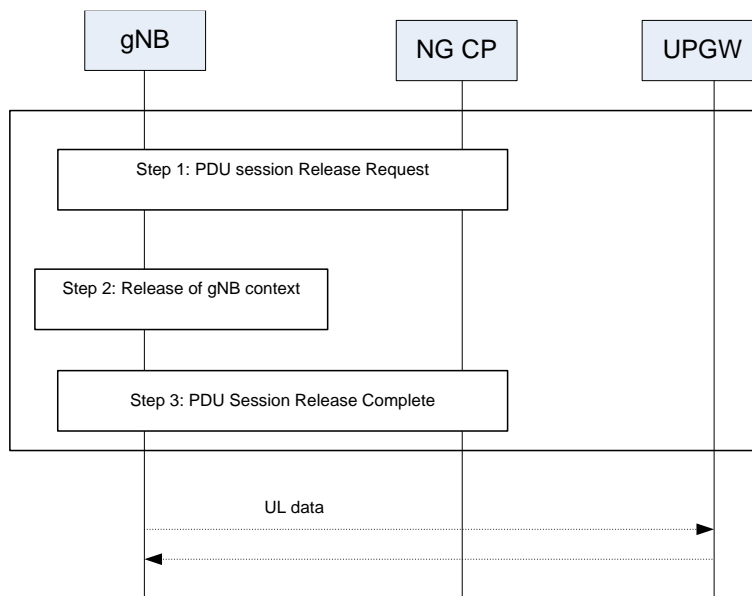 gNB
NG CP
UPGW
Step 1: PDU session Release Request
Step 2: Release of gNB context
Step 3: PDU Session Release Complete
UL data